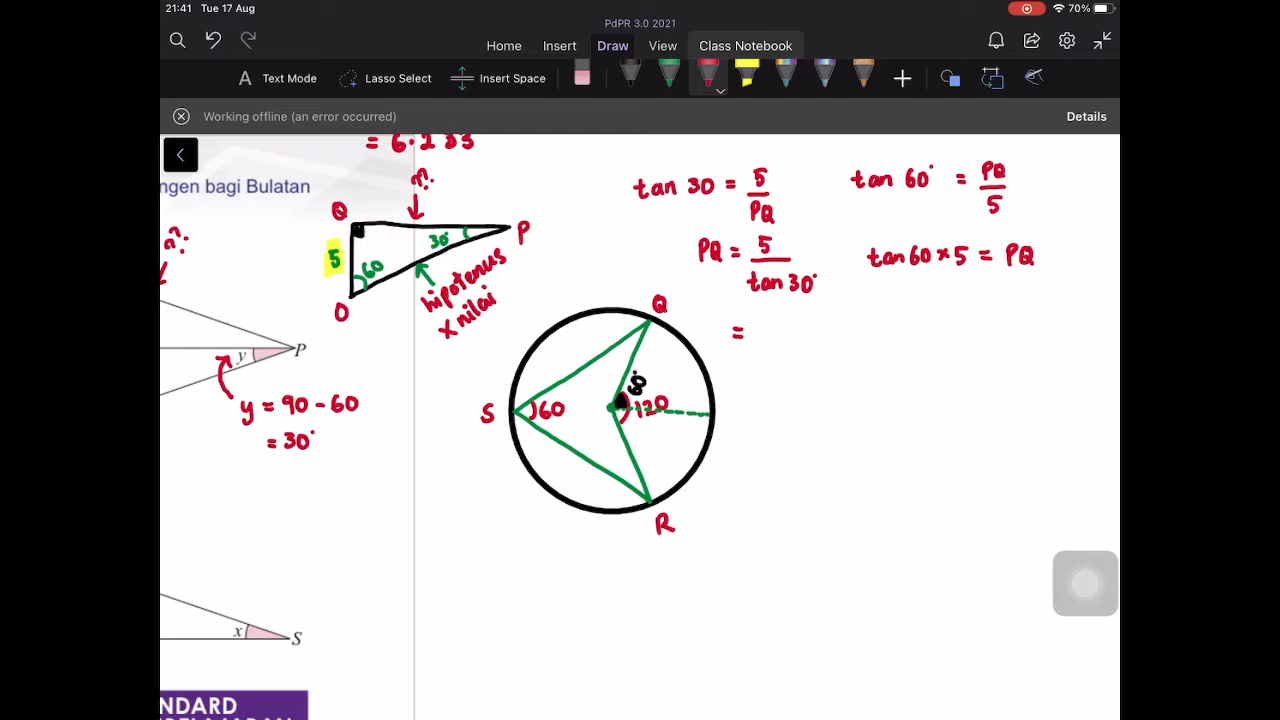 21:41 Tue 17 Aug
70%
PdPR 3.0 2021
Home Insert Draw View Class Notebook
Text Mode Lasso Select Insert Space
Working offline (an error occurred) Details
ngen bagi Bulatan
= 6.233
??
??
Q
P
O
5
60
30°
hipotenus
x nilai
tan 30 = 5/PQ
PQ = 5/tan 30°
=
tan 60° = PQ/5
tan 60 × 5 = PQ
y P
y = 90 - 60
= 30°
Q
S 60
60°
120
R
x S
NDARD